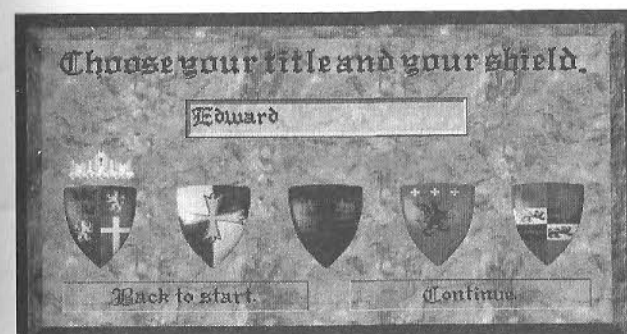 Choose your title and your shield.
Edward
Back to start.
Continue.